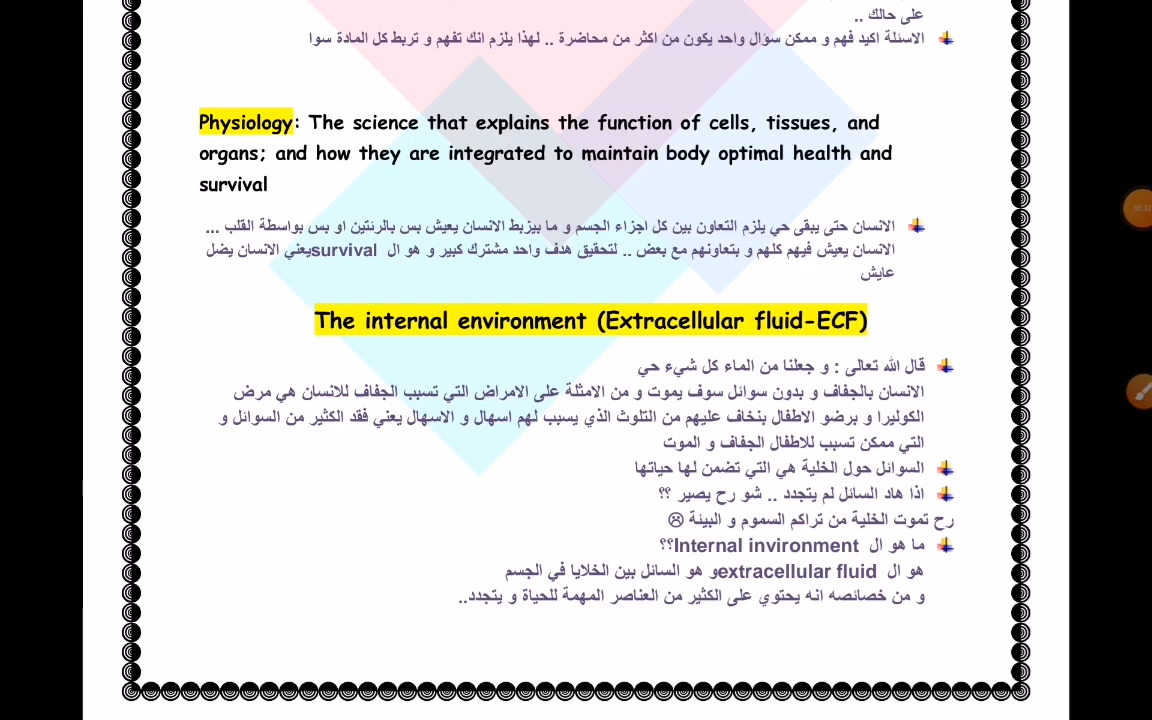 على حالك ..
الاسئلة اكيد فهم و ممكن سؤال واحد يكون من اكثر من محاضرة .. لهذا يلزم انك تفهم و تربط كل المادة سوا
Physiology: The science that explains the function of cells, tissues, and
organs; and how they are integrated to maintain body optimal health and
survival
الانسان حتى يبقى حي يلزم التعاون بين كل اجزاء الجسم و ما بيزبط الانسان يعيش بس بالرئتين او بس بواسطة القلب ...
الانسان يعيش فيهم كلهم و بتعاونهم مع بعض .. لتحقيق هدف واحد مشترك كبير و هو ال survivalيعني الانسان يضل
عايش
The internal environment (Extracellular fluid-ECF)
قال الله تعالى : و جعلنا من الماء كل شيء حي
الانسان بالجفاف و بدون سوائل سوف يموت و من الامثلة على الامراض التي تسبب الجفاف للانسان هي مرض
الكوليرا و برضو الاطفال بنخاف عليهم من التلوث الذي يسبب لهم اسهال و الاسهال يعني فقد الكثير من السوائل و
التي ممكن تسبب للاطفال الجفاف و الموت
السوائل حول الخلية هي التي تضمن لها حياتها
اذا هاد السائل لم يتجدد .. شو رح يصير ؟؟
رح تموت الخلية من تراكم السموم و البيئة ☹
ما هو ال Internal invironment؟؟
هو ال extracellular fluidو هو السائل بين الخلايا في الجسم
و من خصائصه انه يحتوي على الكثير من العناصر المهمة للحياة و يتجدد..